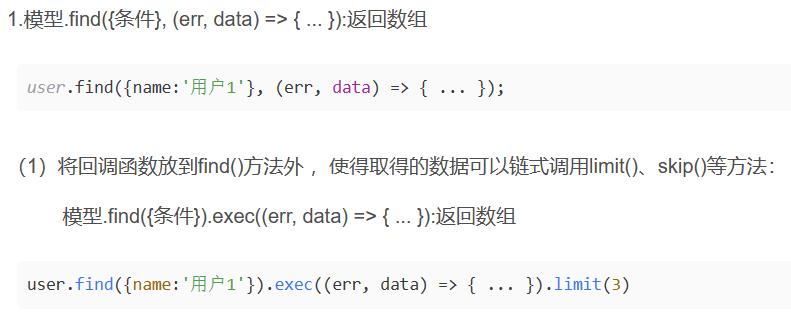 1.模型.find({条件}, (err, data) => { ... }):返回数组
user.find({name:'用户1'}, (err, data) => { ... });
（1）将回调函数放到find()方法外 ，使得取得的数据可以链式调用limit()、skip()等方法：
模型.find({条件}).exec((err, data) => { ... }):返回数组
user.find({name:'用户1'}).exec((err, data) => { ... }).limit(3)